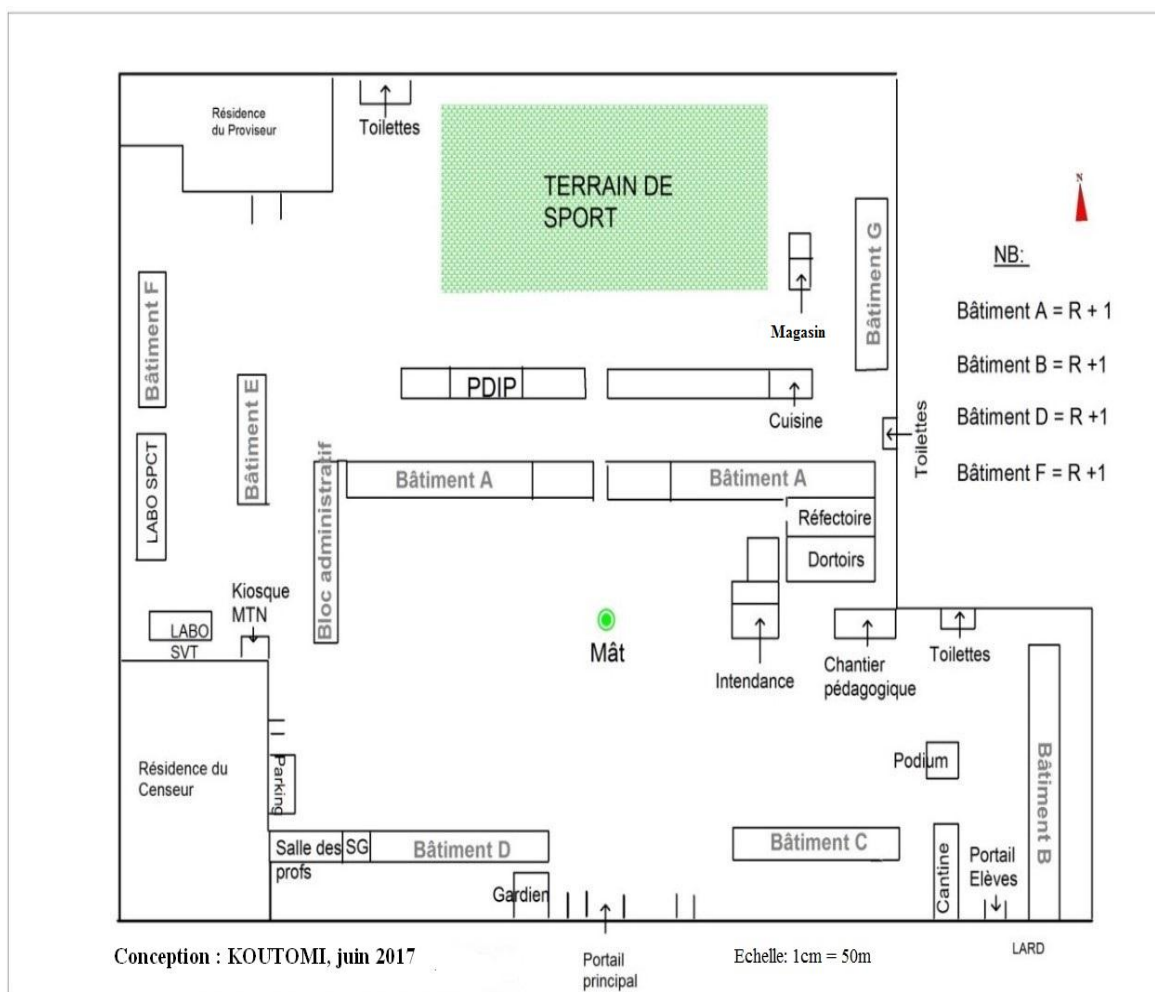 Résidence
du Proviseur
Toilettes
TERRAIN DE
SPORT
N
NB:
Bâtiment A = R + 1
Bâtiment B = R +1
Bâtiment D = R +1
Bâtiment F = R +1
Bâtiment G
Magasin
Bâtiment F
Bâtiment E
PDIP
Cuisine
Toilettes
LABO SPCT
Bloc administratif
Bâtiment A
Bâtiment A
Réfectoire
Dortoirs
Kiosque
MTN
LABO
SVT
Mât
Intendance
Chantier
pédagogique
Toilettes
Résidence du
Censeur
Parking
Podium
Bâtiment B
Salle des
profs
SG
Bâtiment D
Bâtiment C
Gardien
Cantine
Portail
Elèves
Conception : KOUTOMI, juin 2017
Portail
principal
Echelle: 1cm = 50m
LARD